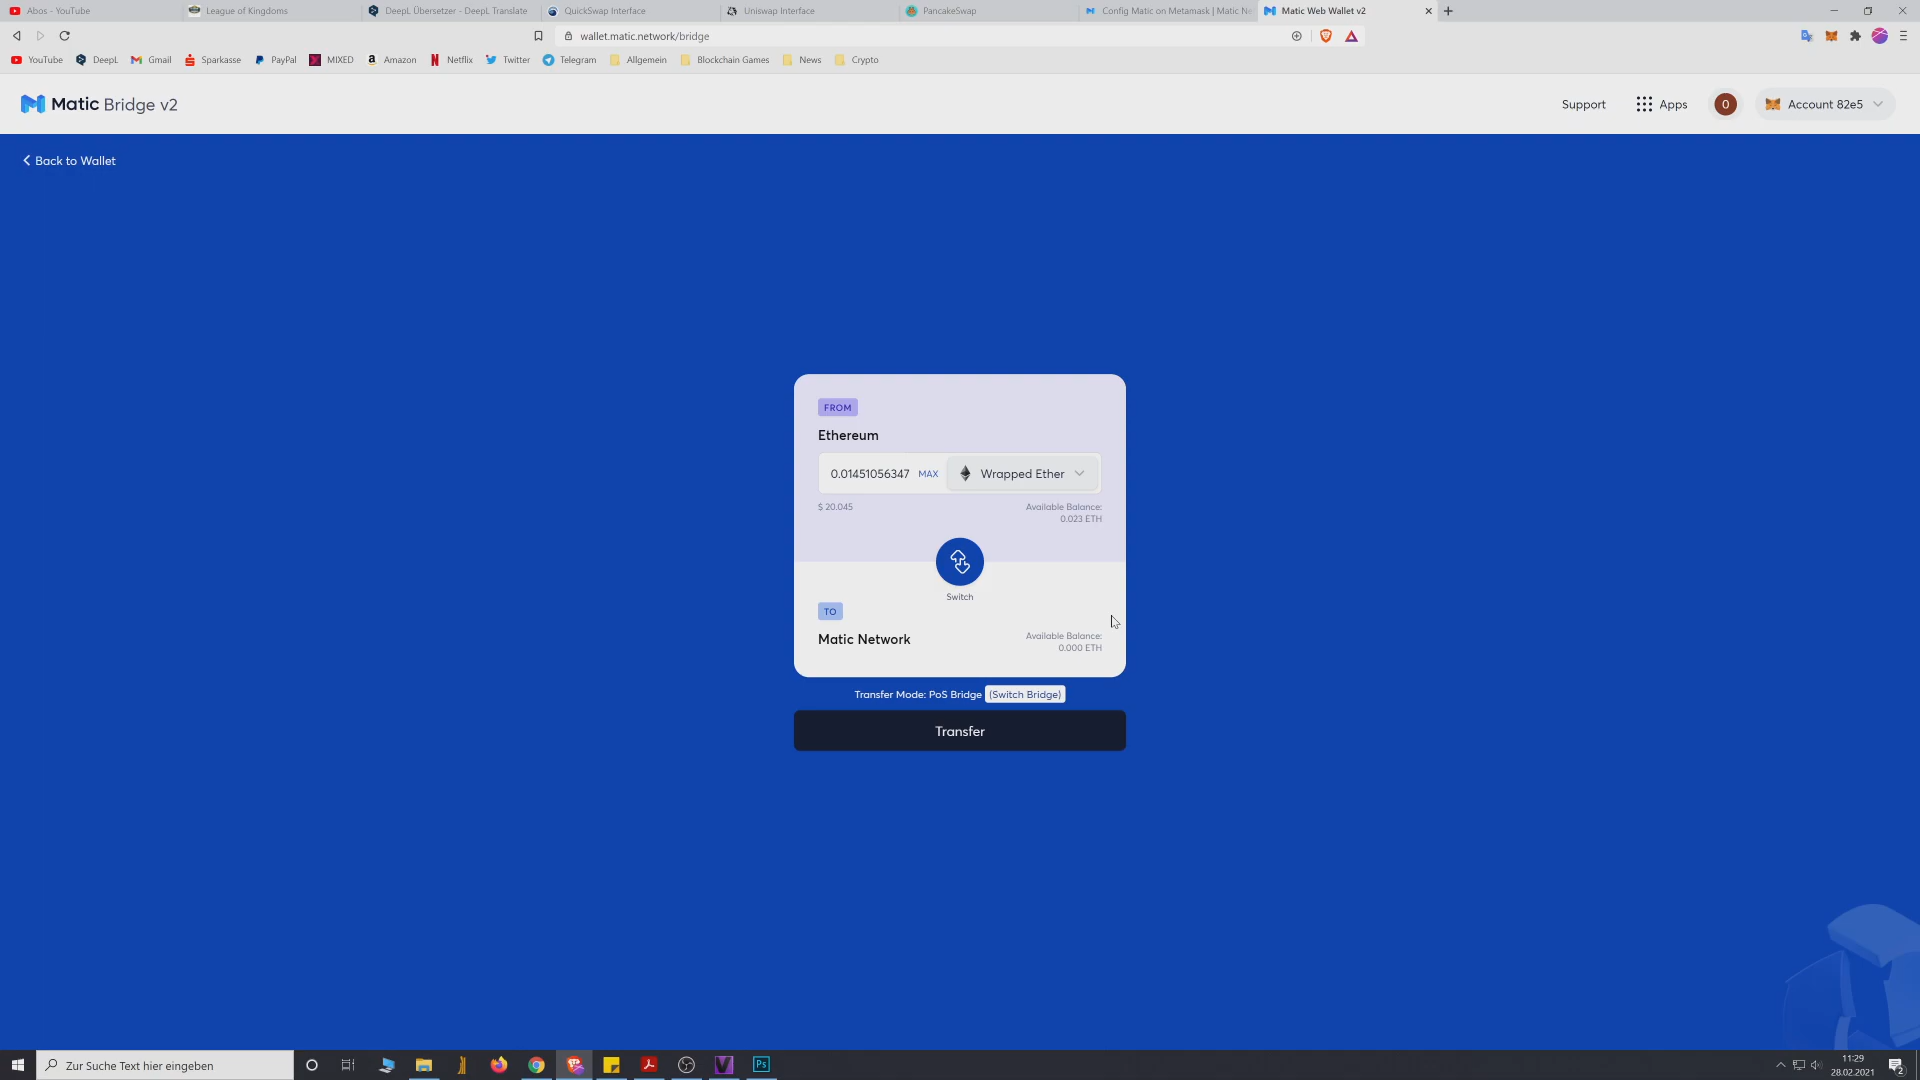 Abos - YouTube
League of Kingdoms
DeepL Übersetzer - DeepL Translate
QuickSwap Interface
Uniswap Interface
PancakeSwap
Config Matic on Metamask | Matic Ne
Matic Web Wallet v2
wallet.matic.network/bridge
YouTube
DeepL
Gmail
Sparkasse
PayPal
MIXED
Amazon
Netflix
Twitter
Telegram
Allgemein
Blockchain Games
News
Crypto
Matic Bridge v2
Support
Apps
0
Account 82e5
Back to Wallet
FROM
Ethereum
0.01451056347
MAX
Wrapped Ether
$ 20.045
Available Balance:
0.023 ETH
Switch
TO
Matic Network
Available Balance:
0.000 ETH
Transfer Mode: PoS Bridge (Switch Bridge)
Transfer
Zur Suche Text hier eingeben
Ps
11:29
28.02.2021
2